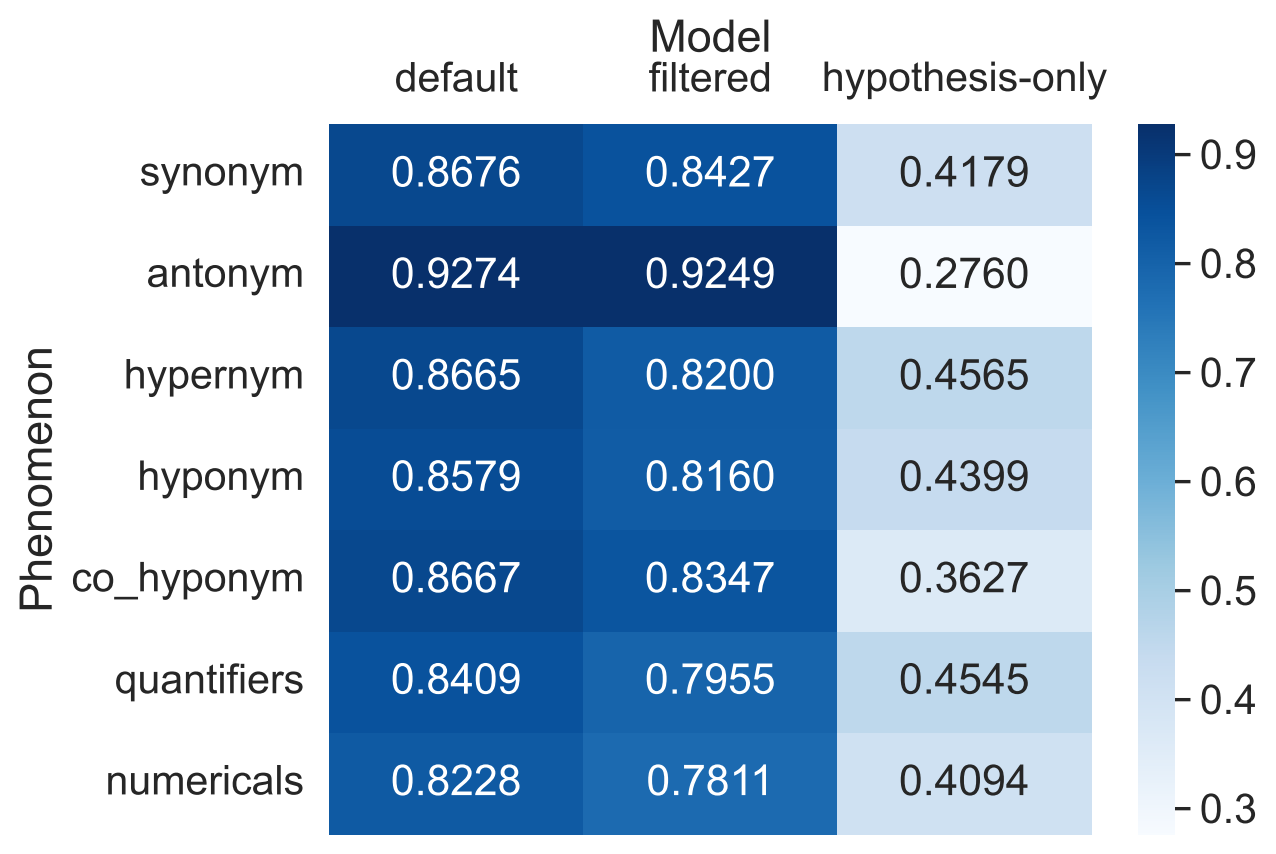 Model
default filtered hypothesis-only
Phenomenon
synonym 0.8676 0.8427 0.4179
antonym 0.9274 0.9249 0.2760
hypernym 0.8665 0.8200 0.4565
hyponym 0.8579 0.8160 0.4399
co_hyponym 0.8667 0.8347 0.3627
quantifiers 0.8409 0.7955 0.4545
numericals 0.8228 0.7811 0.4094
0.9
0.8
0.7
0.6
0.5
0.4
0.3